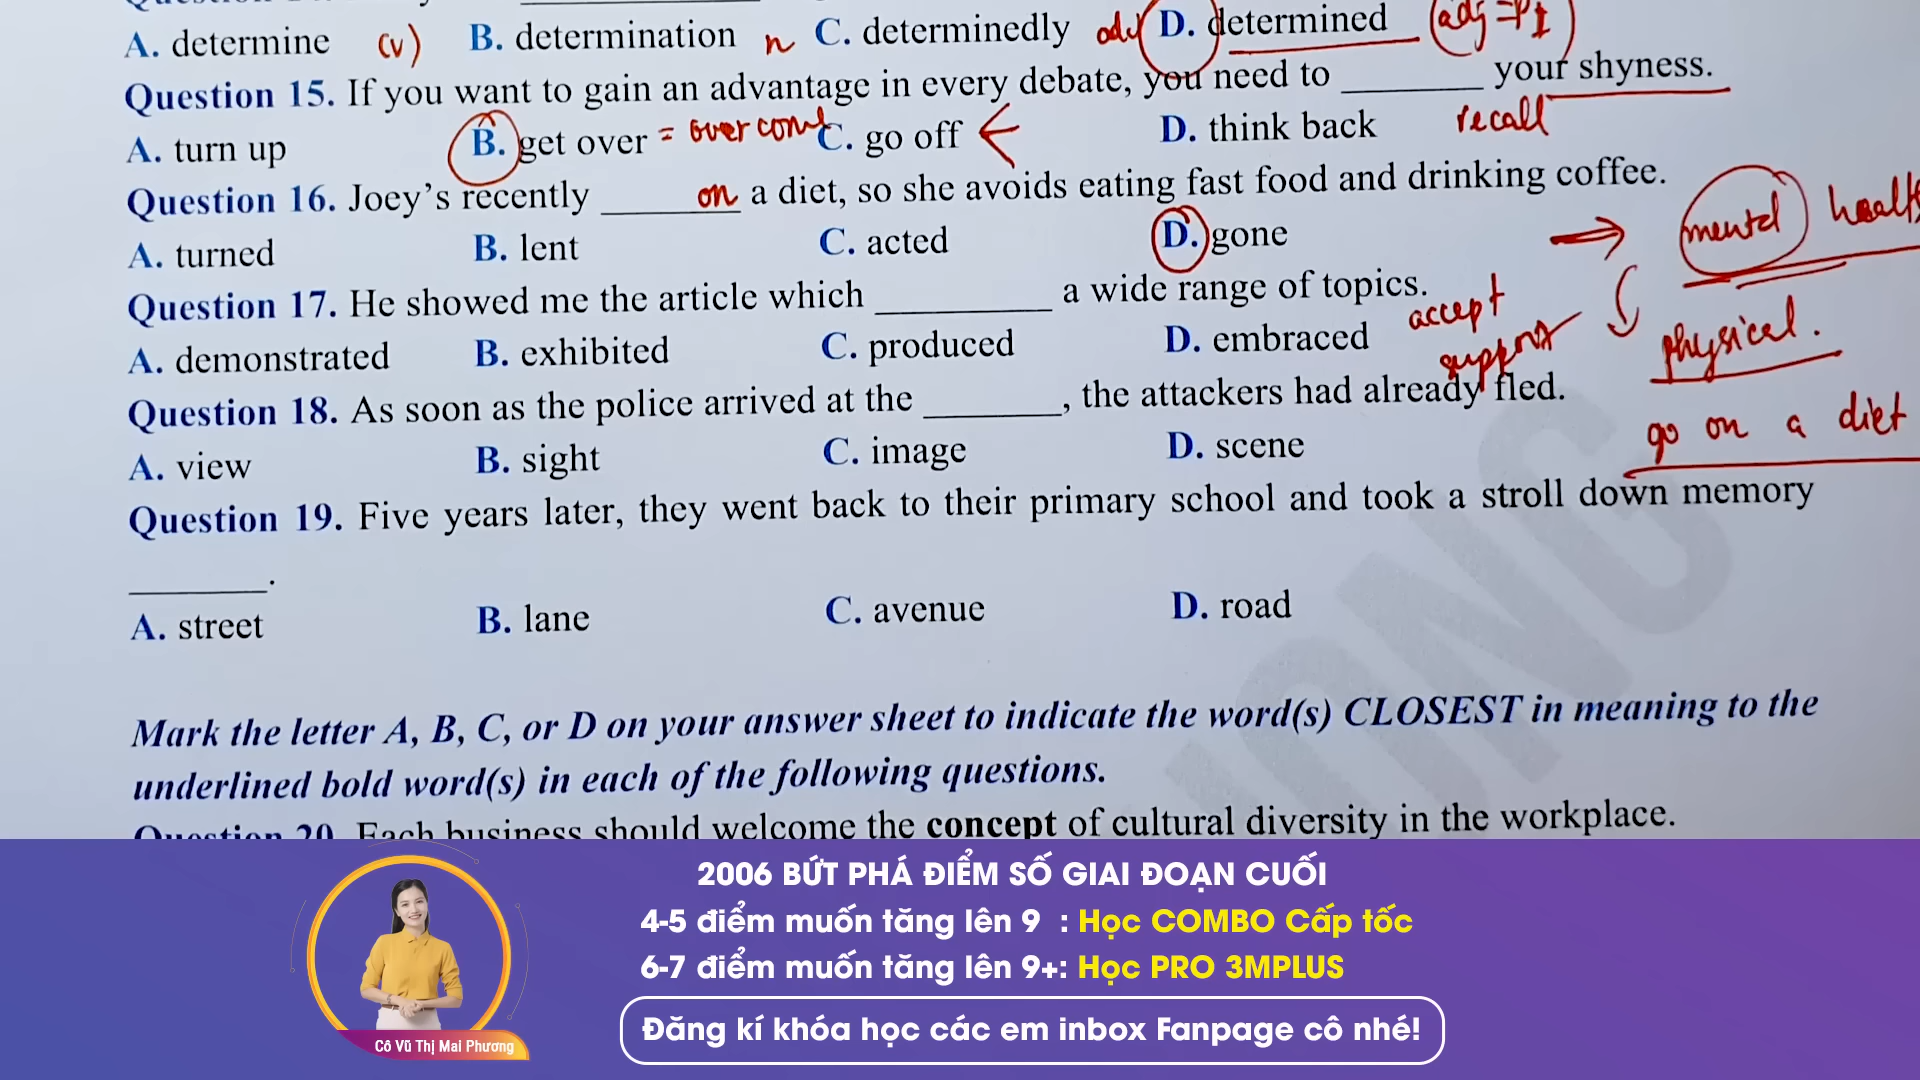 A. determine (v) B. determination n C. determinedly adv D. determined (adj = PII)
Question 15. If you want to gain an advantage in every debate, you need to ________ your shyness.
A. turn up B. get over = overcome C. go off D. think back recall
Question 16. Joey's recently ________ on a diet, so she avoids eating fast food and drinking coffee.
A. turned B. lent C. acted D. gone → mental health
Question 17. He showed me the article which __________ a wide range of topics.
A. demonstrated B. exhibited C. produced D. embraced accept support physical.
Question 18. As soon as the police arrived at the ________, the attackers had already fled.
A. view B. sight C. image D. scene go on a diet
Question 19. Five years later, they went back to their primary school and took a stroll down memory
________.
A. street B. lane C. avenue D. road
Mark the letter A, B, C, or D on your answer sheet to indicate the word(s) CLOSEST in meaning to the
underlined bold word(s) in each of the following questions.
Question 20. Each business should welcome the concept of cultural diversity in the workplace.
2006 BỨT PHÁ ĐIỂM SỐ GIAI ĐOẠN CUỐI
4-5 điểm muốn tăng lên 9 : Học COMBO Cấp tốc
6-7 điểm muốn tăng lên 9+: Học PRO 3MPLUS
Đăng kí khóa học các em inbox Fanpage cô nhé!
Cô Vũ Thị Mai Phương